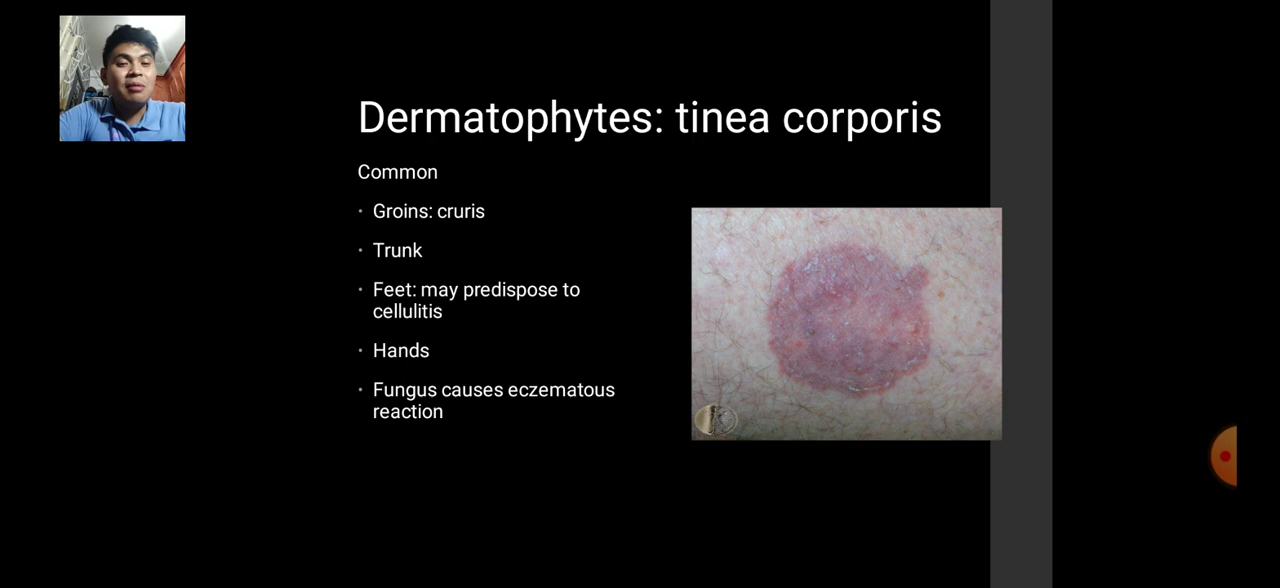 Dermatophytes: tinea corporis
Common
• Groins: cruris
• Trunk
• Feet: may predispose to
cellulitis
• Hands
• Fungus causes eczematous
reaction